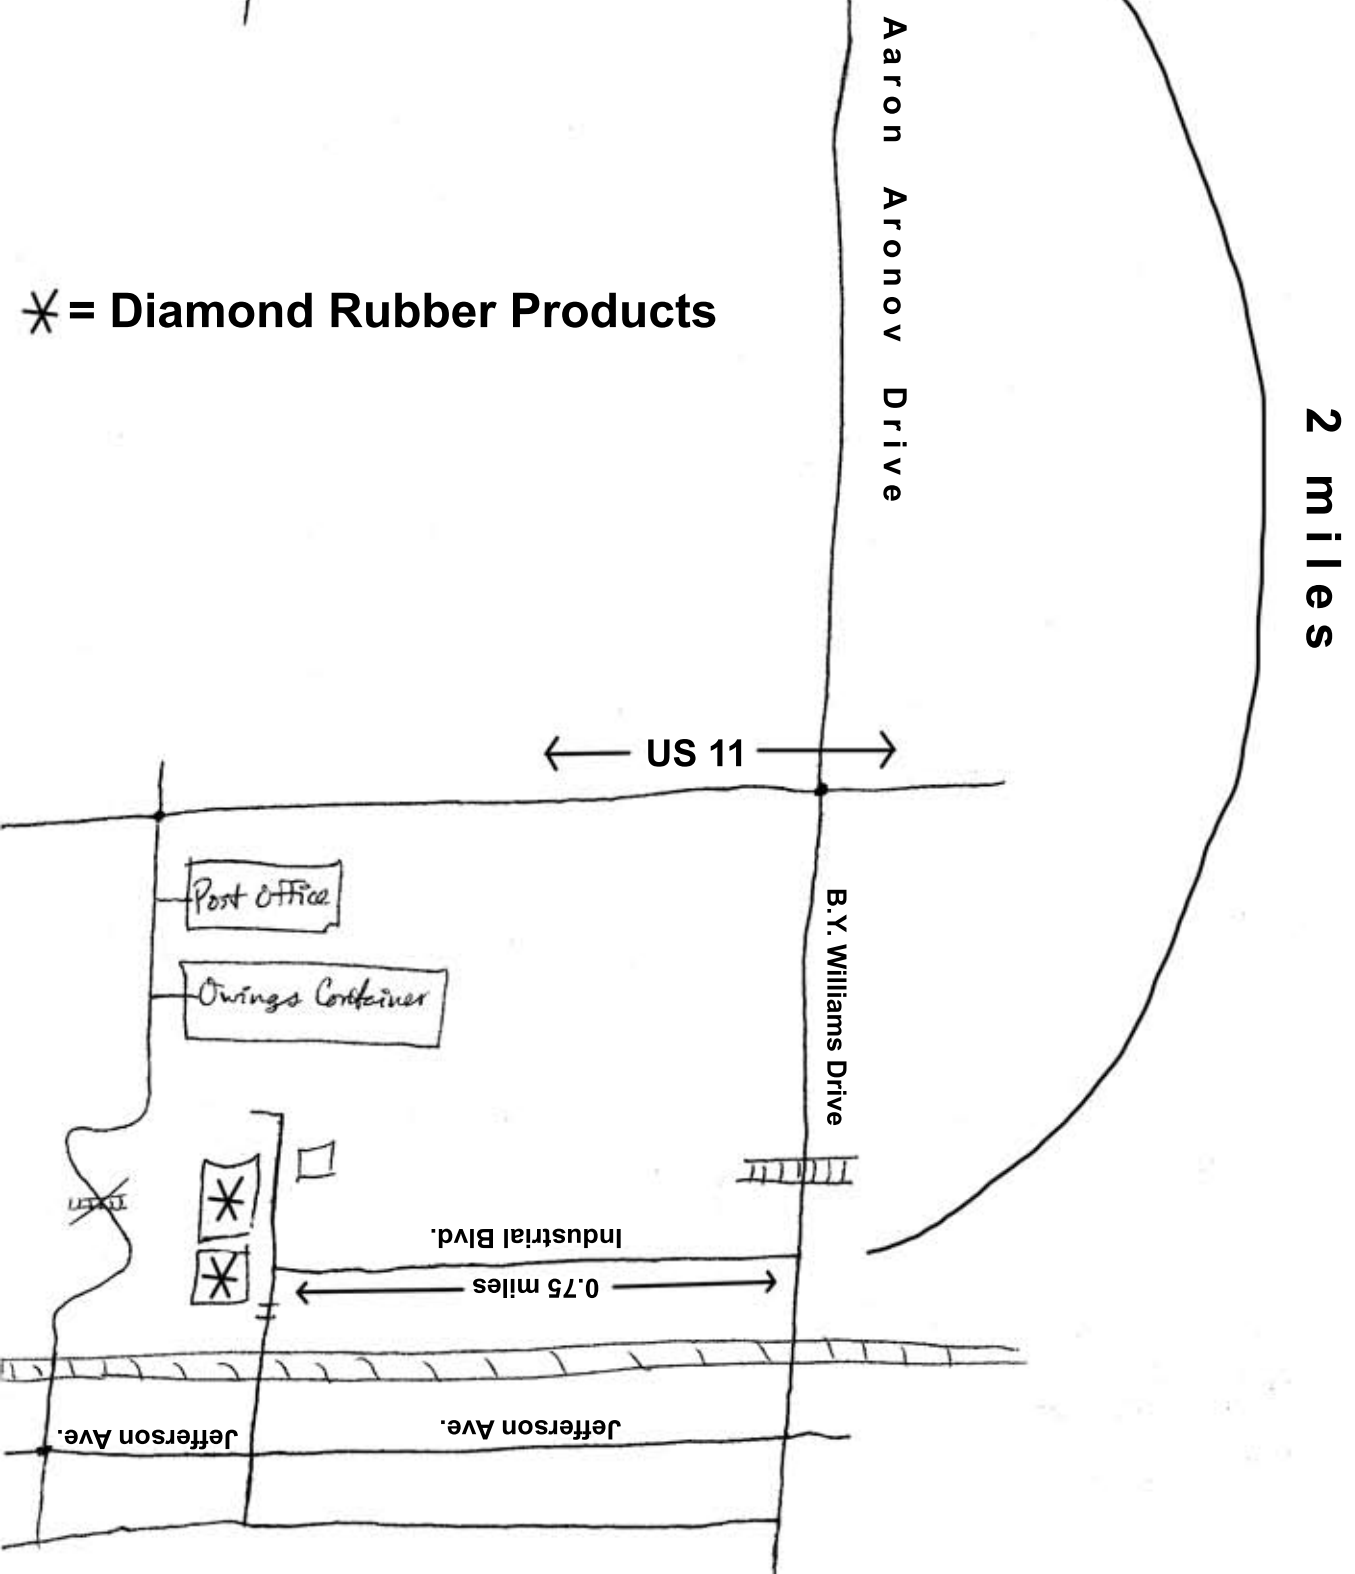 Aaron Aronov Drive
= Diamond Rubber Products
2 miles
US 11
Post Office
B.Y. Williams Drive
Owings Container
Industrial Blvd.
0.75 miles
Jefferson Ave.
Jefferson Ave.